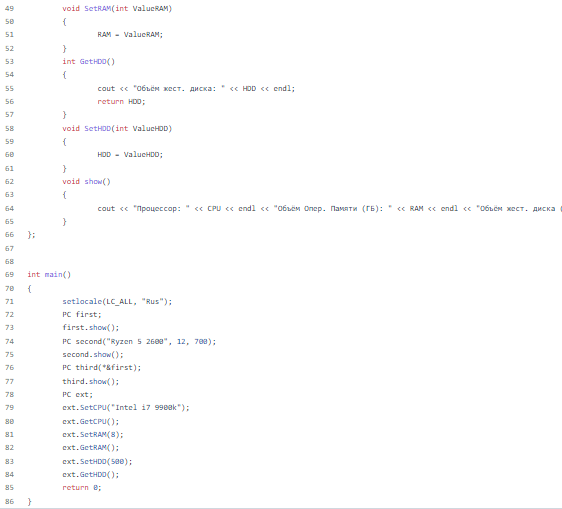 49 void SetRAM(int ValueRAM)
50 {
51 RAM = ValueRAM;
52 }
53 int GetHDD()
54 {
55 cout << "Объём жест. диска: " << HDD << endl;
56 return HDD;
57 }
58 void SetHDD(int ValueHDD)
59 {
60 HDD = ValueHDD;
61 }
62 void show()
63 {
64 cout << "Процессор: " << CPU << endl << "Объём Опер. Памяти (ГБ): " << RAM << endl << "Объём жест. диска (
65 }
66 };
67
68
69 int main()
70 {
71 setlocale(LC_ALL, "Rus");
72 PC first;
73 first.show();
74 PC second("Ryzen 5 2600", 12, 700);
75 second.show();
76 PC third(*&first);
77 third.show();
78 PC ext;
79 ext.SetCPU("Intel i7 9900k");
80 ext.GetCPU();
81 ext.SetRAM(8);
82 ext.GetRAM();
83 ext.SetHDD(500);
84 ext.GetHDD();
85 return 0;
86 }